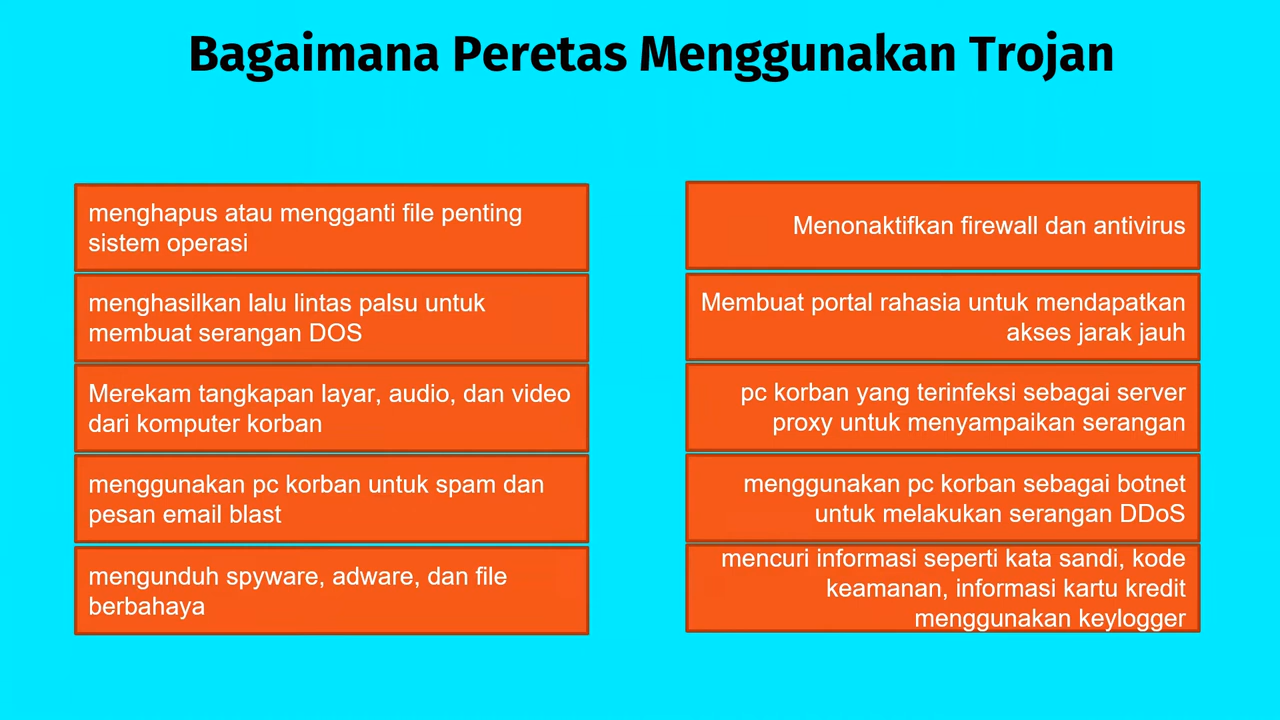 Bagaimana Peretas Menggunakan Trojan
menghapus atau mengganti file penting
sistem operasi
menghasilkan lalu lintas palsu untuk
membuat serangan DOS
Merekam tangkapan layar, audio, dan video
dari komputer korban
menggunakan pc korban untuk spam dan
pesan email blast
mengunduh spyware, adware, dan file
berbahaya
Menonaktifkan firewall dan antivirus
Membuat portal rahasia untuk mendapatkan
akses jarak jauh
pc korban yang terinfeksi sebagai server
proxy untuk menyampaikan serangan
menggunakan pc korban sebagai botnet
untuk melakukan serangan DDoS
mencuri informasi seperti kata sandi, kode
keamanan, informasi kartu kredit
menggunakan keylogger